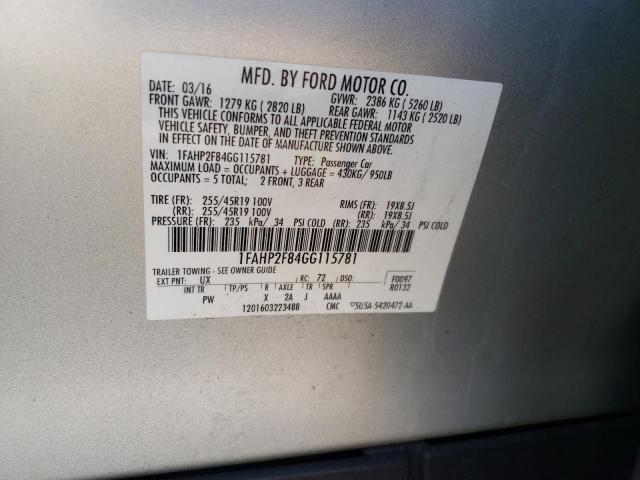 MFD. BY FORD MOTOR CO.
DATE: 03/16 GVWR: 2386 KG ( 5260 LB)
FRONT GAWR: 1279 KG ( 2820 LB) REAR GAWR: 1143 KG ( 2520 LB)
THIS VEHICLE CONFORMS TO ALL APPLICABLE FEDERAL MOTOR
VEHICLE SAFETY, BUMPER, AND THEFT PREVENTION STANDARDS
IN EFFECT ON THE DATE OF MANUFACTURE SHOWN ABOVE.
VIN: 1FAHP2F84GG115781 TYPE: Passenger Car
MAXIMUM LOAD = OCCUPANTS + LUGGAGE = 430KG/ 950LB
OCCUPANTS = 5 TOTAL; 2 FRONT, 3 REAR
TIRE (FR): 255/45R19 100V RIMS (FR): 19X8.5J
(RR): 255/45R19 100V (RR): 19X8.5J
PRESSURE (FR): 235 kPa/ 34 PSI COLD (RR): 235 kPa/ 34 PSI COLD
1FAHP2F84GG115781
TRAILER TOWING - SEE OWNER GUIDE
EXT PNT: UX RC: 72 DSO: F0097
INT TR TP/PS R AXLE TR SPR R0132
PW X 2A J AAAA
1201603223488 CMC